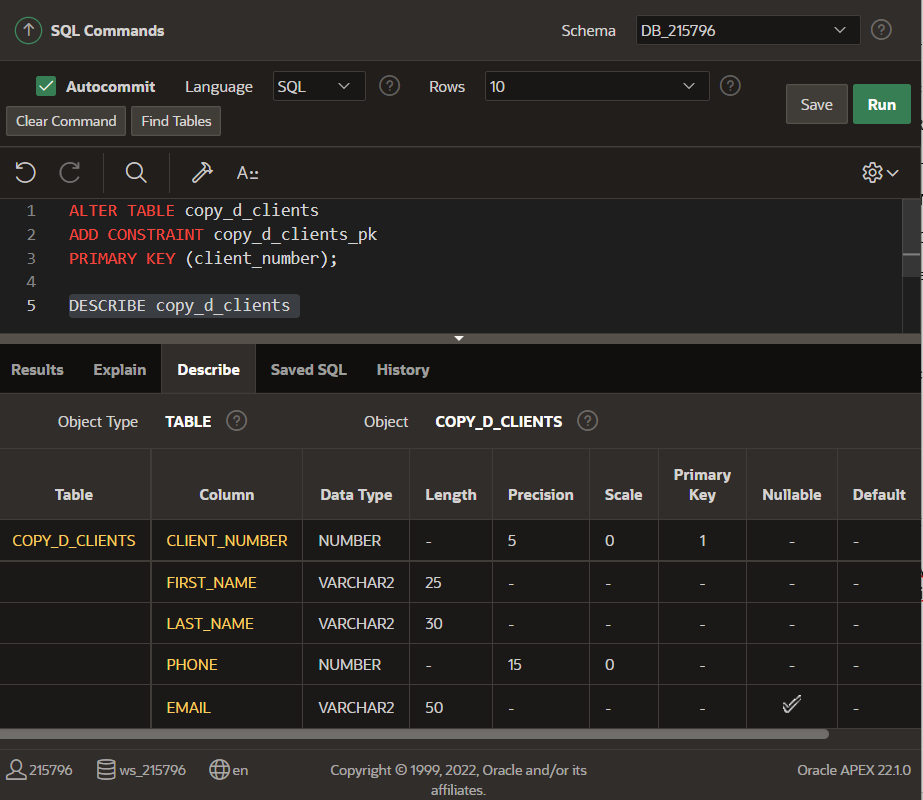 SQL Commands
Schema DB_215796
Autocommit Language SQL Rows 10
Clear Command Find Tables Save Run
A::
1 ALTER TABLE copy_d_clients
2 ADD CONSTRAINT copy_d_clients_pk
3 PRIMARY KEY (client_number);
4
5 DESCRIBE copy_d_clients
Results Explain Describe Saved SQL History
Object Type TABLE Object COPY_D_CLIENTS
Table Column Data Type Length Precision Scale Primary Key Nullable Default
COPY_D_CLIENTS CLIENT_NUMBER NUMBER - 5 0 1 - -
FIRST_NAME VARCHAR2 25 - - - - -
LAST_NAME VARCHAR2 30 - - - - -
PHONE NUMBER - 15 0 - - -
EMAIL VARCHAR2 50 - - - -
215796 ws_215796 en Copyright © 1999, 2022, Oracle and/or its Oracle APEX 22.1.0
affiliates.